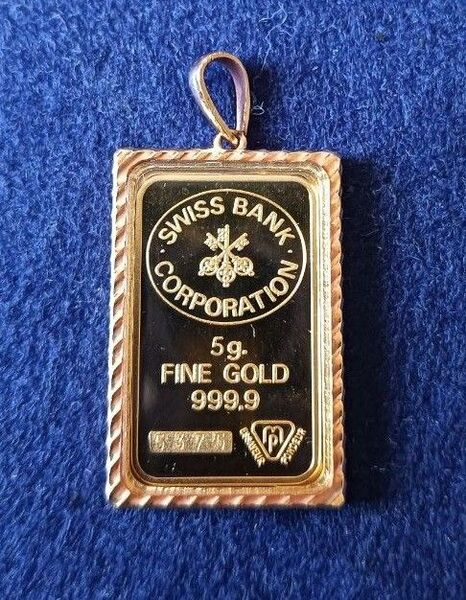 SWISS BANK
CORPORATION
5g.
FINE GOLD
999.9